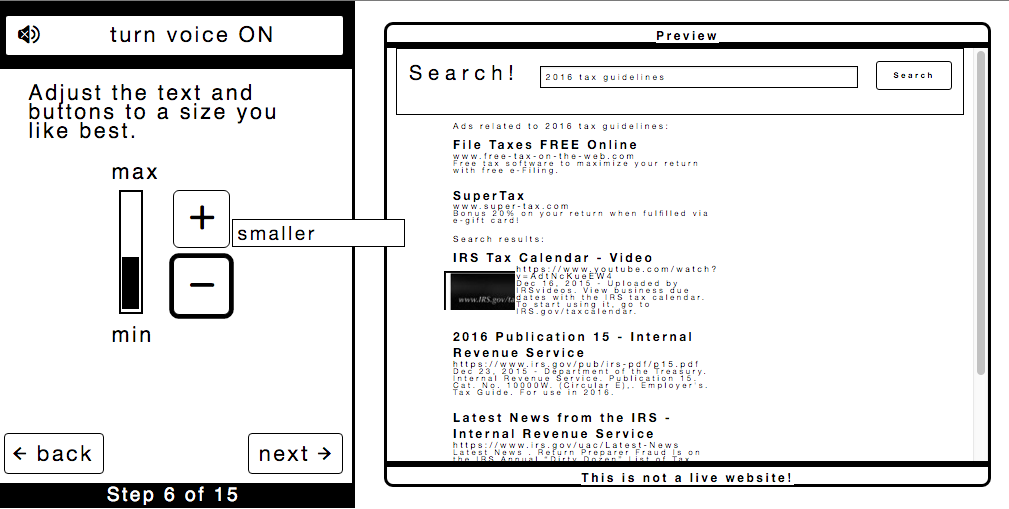 turn voice ON
Adjust the text and
buttons to a size you
like best.
max
+
smaller
−
min
← back
next →
Step 6 of 15
Preview
Search!
2016 tax guidelines
Search
Ads related to 2016 tax guidelines:
File Taxes FREE Online
www.free-tax-on-the-web.com
Free tax software to maximize your return
with free e-Filing.
SuperTax
www.super-tax.com
Bonus 20% on your return when fulfilled via
e-gift card!
Search results:
IRS Tax Calendar - Video
https://www.youtube.com/watch?
v=AdtNcKueEW4
Dec 16, 2015 - Uploaded by
IRSvideos. View business due
dates with the IRS tax calendar.
To start using it, go to
IRS.gov/taxcalendar.
www.IRS.gov/ta
2016 Publication 15 - Internal
Revenue Service
https://www.irs.gov/pub/irs-pdf/p15.pdf
Dec 23, 2015 - Department of the Treasury.
Internal Revenue Service. Publication 15.
Cat. No. 10000W. (Circular E),. Employer's.
Tax Guide. For use in 2016.
Latest News from the IRS -
Internal Revenue Service
https://www.irs.gov/uac/Latest-News
Latest News . Return Preparer Fraud Is on
the IRS Annual "Dirty Dozen" List of Tax
This is not a live website!